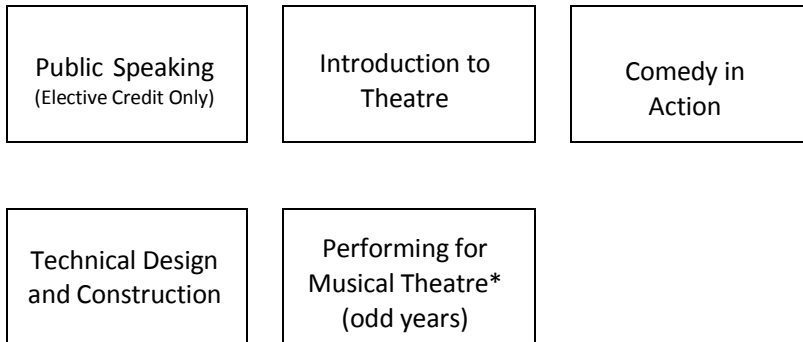 Public Speaking
(Elective Credit Only)
Introduction to
Theatre
Comedy in
Action
Technical Design
and Construction
Performing for
Musical Theatre*
(odd years)